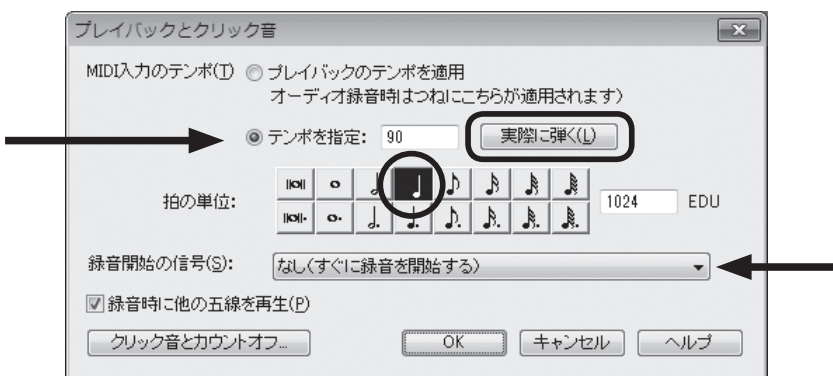 プレイバックとクリック音
MIDI入力のテンポ(T) プレイバックのテンポを適用
オーディオ録音時はつねにこちらが適用されます)
テンポを指定: 90 実際に弾く(L)
拍の単位: 1024 EDU
録音開始の信号(S): なし(すぐに録音を開始する)
録音時に他の五線を再生(P)
クリック音とカウントオフ... OK キャンセル ヘルプ